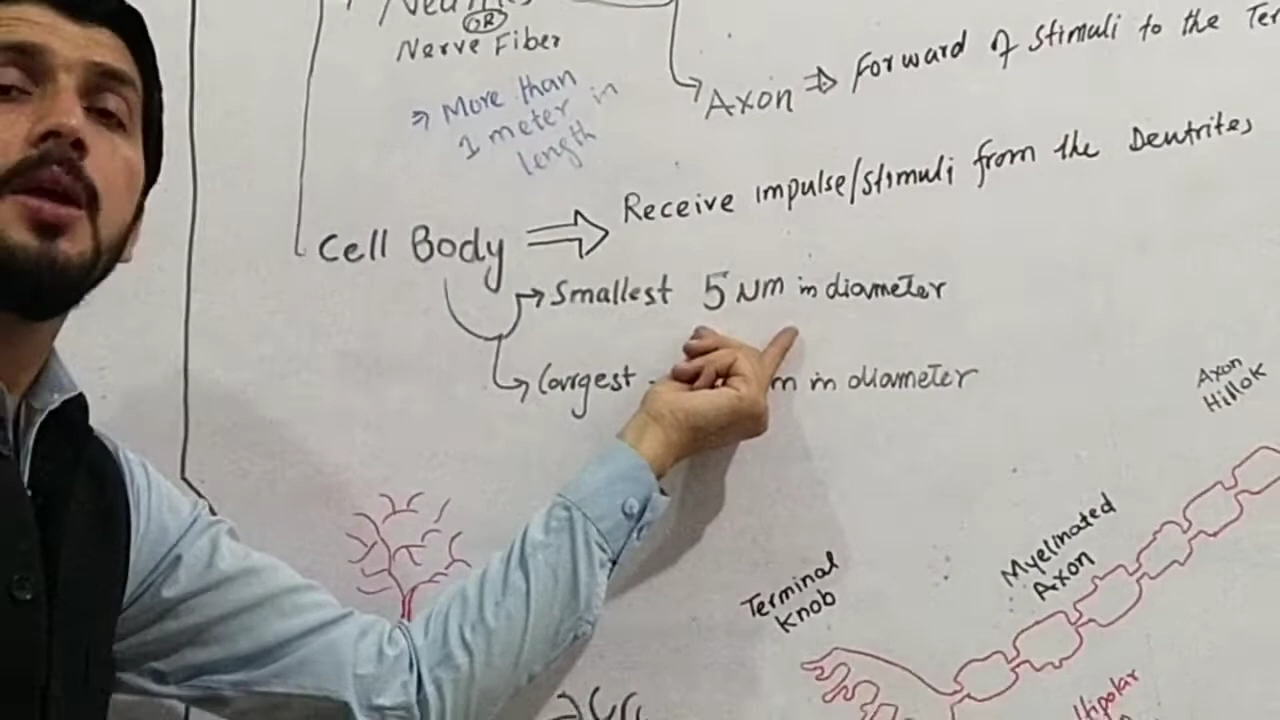 OR
Nerve Fiber
⇒ More than
1 meter in
length
Axon ⇒ Forward of stimuli to the
Cell Body ⇒ Receive impulse/stimuli from the Dentrites
→ Smallest 5 Nm in diameter
→ Largest m in diameter
Axon
Hillok
Myelinated
Axon
Terminal
Knob